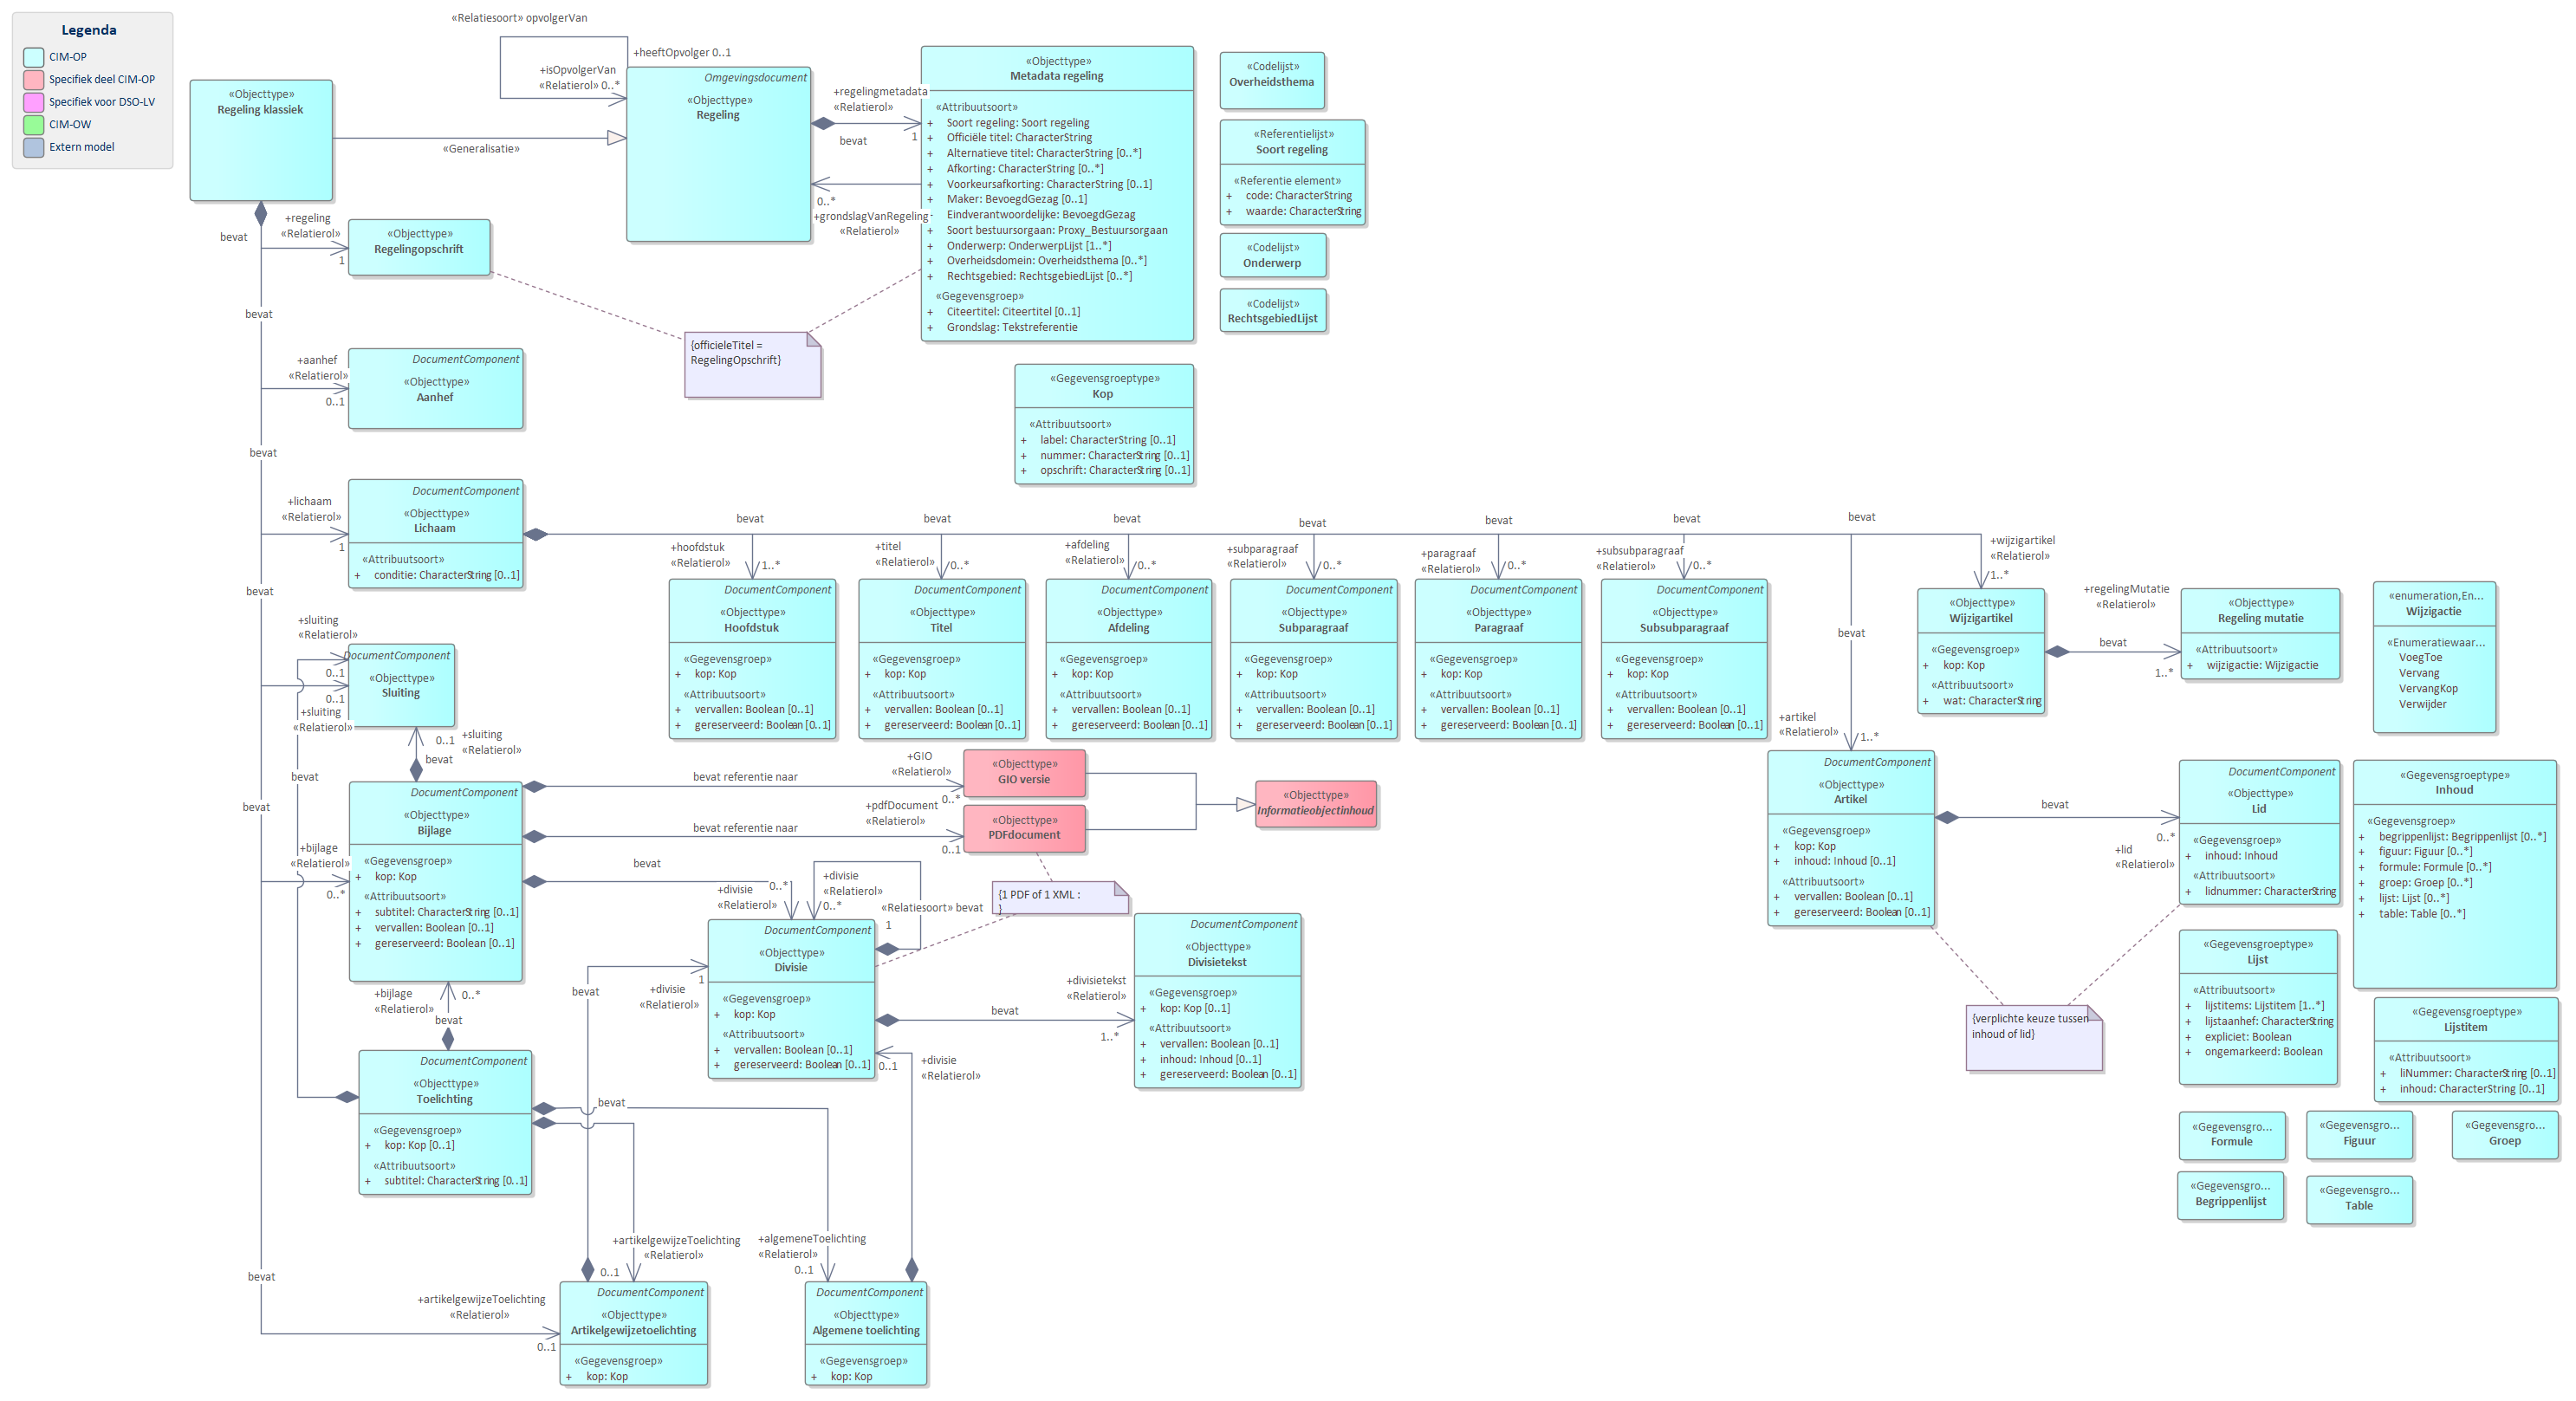 Legenda
CIM-OP
Specifiek deel CIM-OP
Specifiek voor DSO-LV
CIM-OW
Extern model
«Relatiesoort» opvolgerVan
+heeftOpvolger 0..1
+isOpvolgerVan
«Relatierol» 0..*
«Objecttype»
Regeling klassiek
«Generalisatie»
Omgevingsdocument
«Objecttype»
Regeling
+regelingmetadata
«Relatierol»
bevat
1
0..*
+grondslagVanRegeling
«Relatierol»
«Objecttype»
Metadata regeling
«Attribuutsoort»
+ Soort regeling: Soort regeling
+ Officiële titel: CharacterString
+ Alternatieve titel: CharacterString [0..*]
+ Afkorting: CharacterString [0..*]
+ Voorkeursafkorting: CharacterString [0..1]
+ Maker: BevoegdGezag [0..1]
- Eindverantwoordelijke: BevoegdGezag
+ Soort bestuursorgaan: Proxy_Bestuursorgaan
+ Onderwerp: OnderwerpLijst [1..*]
+ Overheidsdomein: Overheidsthema [0..*]
+ Rechtsgebied: RechtsgebiedLijst [0..*]
«Gegevensgroep»
+ Citeertitel: Citeertitel [0..1]
+ Grondslag: Tekstreferentie
«Codelijst»
Overheidsthema
«Referentielijst»
Soort regeling
«Referentie element»
+ code: CharacterString
+ waarde: CharacterString
«Codelijst»
Onderwerp
«Codelijst»
RechtsgebiedLijst
bevat
+regeling
«Relatierol»
1
«Objecttype»
Regelingopschrift
{officieleTitel =
RegelingOpschrift}
bevat
+aanhef
«Relatierol»
0..1
DocumentComponent
«Objecttype»
Aanhef
«Gegevensgroeptype»
Kop
«Attribuutsoort»
+ label: CharacterString [0..1]
+ nummer: CharacterString [0..1]
+ opschrift: CharacterString [0..1]
bevat
+lichaam
«Relatierol»
1
DocumentComponent
«Objecttype»
Lichaam
«Attribuutsoort»
+ conditie: CharacterString [0..1]
bevat
+hoofdstuk
«Relatierol»
1..*
DocumentComponent
«Objecttype»
Hoofdstuk
«Gegevensgroep»
+ kop: Kop
«Attribuutsoort»
+ vervallen: Boolean [0..1]
+ gereserveerd: Boolean [0..1]
bevat
+titel
«Relatierol»
0..*
DocumentComponent
«Objecttype»
Titel
«Gegevensgroep»
+ kop: Kop
«Attribuutsoort»
+ vervallen: Boolean [0..1]
+ gereserveerd: Boolean [0..1]
bevat
+afdeling
«Relatierol»
0..*
DocumentComponent
«Objecttype»
Afdeling
«Gegevensgroep»
+ kop: Kop
«Attribuutsoort»
+ vervallen: Boolean [0..1]
+ gereserveerd: Boolean [0..1]
bevat
+subparagraaf
«Relatierol»
0..*
DocumentComponent
«Objecttype»
Subparagraaf
«Gegevensgroep»
+ kop: Kop
«Attribuutsoort»
+ vervallen: Boolean [0..1]
+ gereserveerd: Boolean [0..1]
bevat
+paragraaf
«Relatierol»
0..*
DocumentComponent
«Objecttype»
Paragraaf
«Gegevensgroep»
+ kop: Kop
«Attribuutsoort»
+ vervallen: Boolean [0..1]
+ gereserveerd: Boolean [0..1]
bevat
+subsubparagraaf
«Relatierol»
0..*
DocumentComponent
«Objecttype»
Subsubparagraaf
«Gegevensgroep»
+ kop: Kop
«Attribuutsoort»
+ vervallen: Boolean [0..1]
+ gereserveerd: Boolean [0..1]
bevat
+wijzigartikel
«Relatierol»
1..*
«Objecttype»
Wijzigartikel
«Gegevensgroep»
+ kop: Kop
«Attribuutsoort»
+ wat: CharacterString
+regelingMutatie
«Relatierol»
bevat
1..*
«Objecttype»
Regeling mutatie
«Attribuutsoort»
+ wijzigactie: Wijzigactie
«enumeration,En...
Wijzigactie
«Enumeratiewaar...
VoegToe
Vervang
VervangKop
Verwijder
bevat
+artikel
«Relatierol»
1..*
DocumentComponent
«Objecttype»
Artikel
«Gegevensgroep»
+ kop: Kop
+ inhoud: Inhoud [0..1]
«Attribuutsoort»
+ vervallen: Boolean [0..1]
+ gereserveerd: Boolean [0..1]
bevat
0..*
+lid
«Relatierol»
DocumentComponent
«Objecttype»
Lid
«Gegevensgroep»
+ inhoud: Inhoud
«Attribuutsoort»
+ lidnummer: CharacterString
«Gegevensgroeptype»
Inhoud
«Gegevensgroep»
+ begrippenlijst: Begrippenlijst [0..*]
+ figuur: Figuur [0..*]
+ formule: Formule [0..*]
+ groep: Groep [0..*]
+ lijst: Lijst [0..*]
+ table: Table [0..*]
{verplichte keuze tussen
inhoud of lid}
«Gegevensgroeptype»
Lijst
«Attribuutsoort»
+ lijstitems: Lijstitem [1..*]
+ lijstaanhef: CharacterString
+ expliciet: Boolean
+ ongemarkeerd: Boolean
«Gegevensgroeptype»
Lijstitem
«Attribuutsoort»
+ liNummer: CharacterString [0..1]
+ inhoud: CharacterString [0..1]
«Gegevensgro...
Formule
«Gegevensgro...
Figuur
«Gegevensgro...
Groep
«Gegevensgro...
Begrippenlijst
«Gegevensgro...
Table
bevat
+sluiting
«Relatierol»
0..1
0..1
+sluiting
«Relatierol»
DocumentComponent
«Objecttype»
Sluiting
0..1
+sluiting
«Relatierol»
bevat
bevat
bevat
+bijlage
«Relatierol»
0..*
DocumentComponent
«Objecttype»
Bijlage
«Gegevensgroep»
+ kop: Kop
«Attribuutsoort»
+ subtitel: CharacterString [0..1]
+ vervallen: Boolean [0..1]
+ gereserveerd: Boolean [0..1]
bevat referentie naar
+GIO
«Relatierol»
0..*
«Objecttype»
GIO versie
bevat referentie naar
+pdfDocument
«Relatierol»
0..1
«Objecttype»
PDFdocument
«Objecttype»
Informatieobjectinhoud
{1 PDF of 1 XML :
}
bevat
+divisie
«Relatierol»
0..*
+divisie
«Relatierol»
0..*
«Relatiesoort» bevat
1
DocumentComponent
«Objecttype»
Divisie
«Gegevensgroep»
+ kop: Kop
«Attribuutsoort»
+ vervallen: Boolean [0..1]
+ gereserveerd: Boolean [0..1]
+divisietekst
«Relatierol»
bevat
1..*
DocumentComponent
«Objecttype»
Divisietekst
«Gegevensgroep»
+ kop: Kop [0..1]
«Attribuutsoort»
+ vervallen: Boolean [0..1]
+ inhoud: Inhoud [0..1]
+ gereserveerd: Boolean [0..1]
bevat
1
+divisie
«Relatierol»
0..1
+divisie
«Relatierol»
+bijlage
«Relatierol»
0..*
bevat
DocumentComponent
«Objecttype»
Toelichting
«Gegevensgroep»
+ kop: Kop [0..1]
«Attribuutsoort»
+ subtitel: CharacterString [0..1]
bevat
+artikelgewijzeToelichting
«Relatierol»
0..1
+algemeneToelichting
«Relatierol»
0..1
bevat
+artikelgewijzeToelichting
«Relatierol»
0..1
DocumentComponent
«Objecttype»
Artikelgewijzetoelichting
«Gegevensgroep»
+ kop: Kop
DocumentComponent
«Objecttype»
Algemene toelichting
«Gegevensgroep»
+ kop: Kop